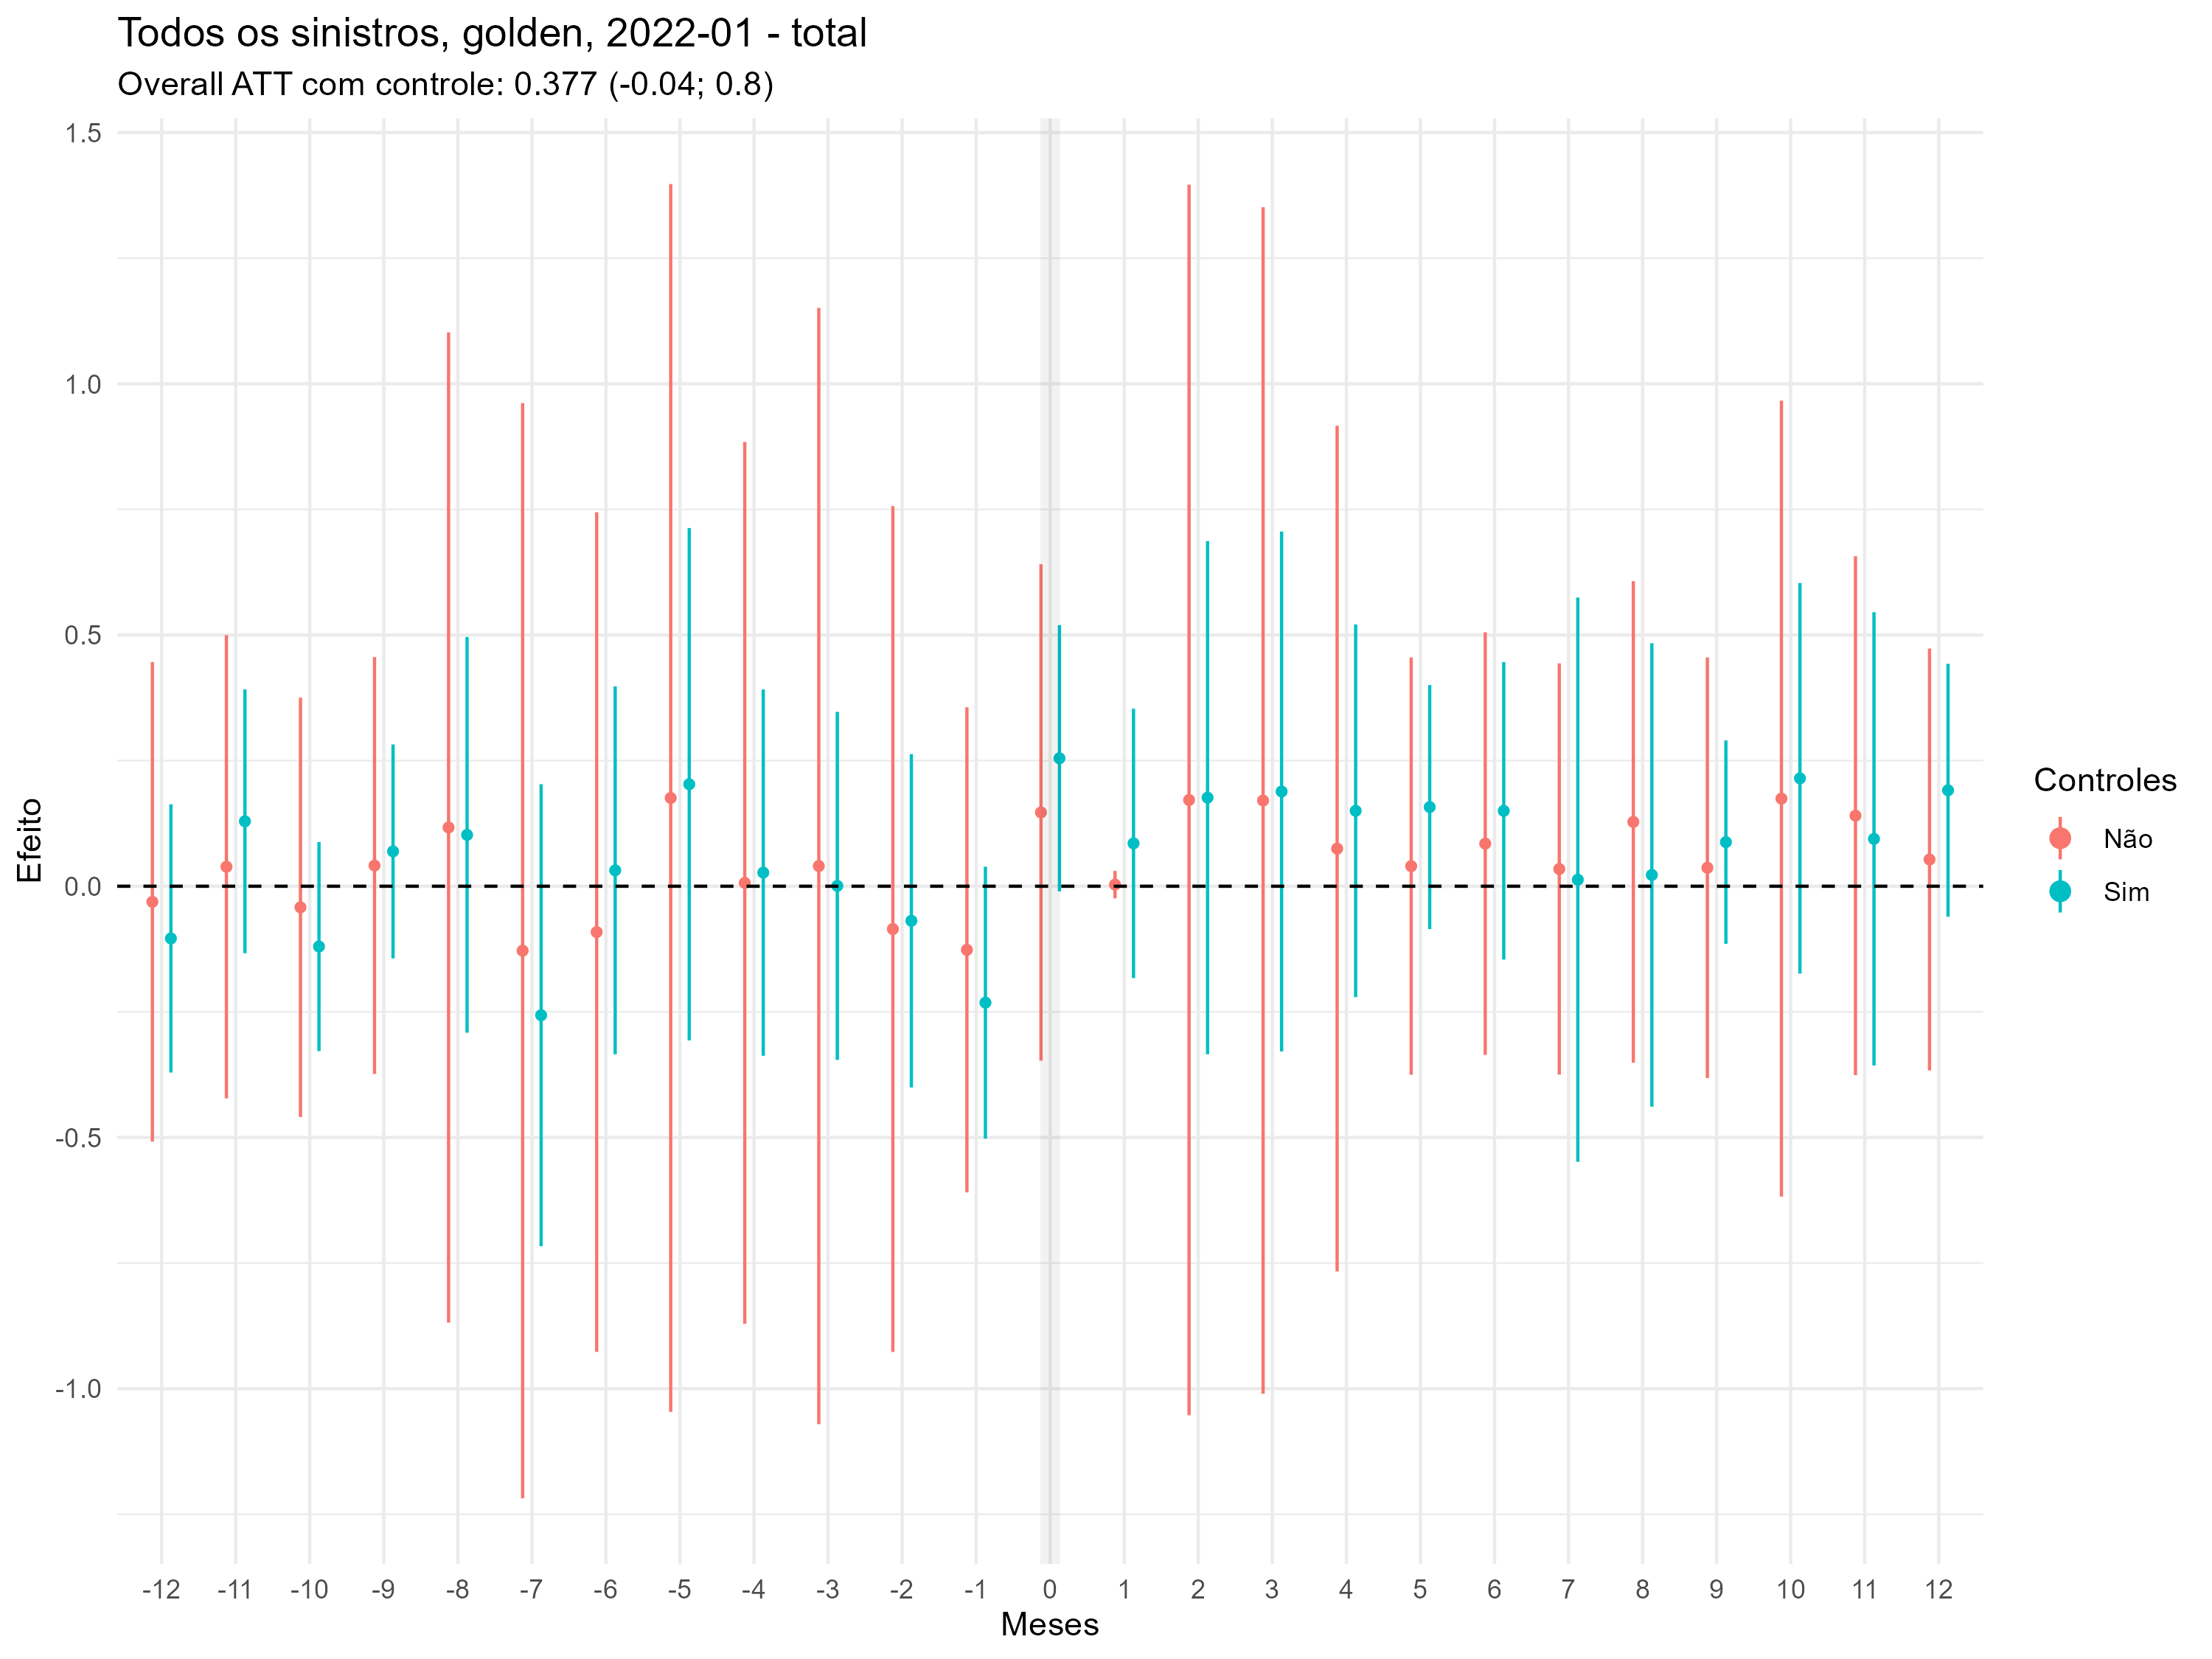 Todos os sinistros, golden, 2022-01 - total
Overall ATT com controle: 0.377 (-0.04; 0.8)
Efeito
1.5
1.0
0.5
0.0
-0.5
-1.0
-12 -11 -10 -9 -8 -7 -6 -5 -4 -3 -2 -1 0 1 2 3 4 5 6 7 8 9 10 11 12
Meses
Controles
Não
Sim